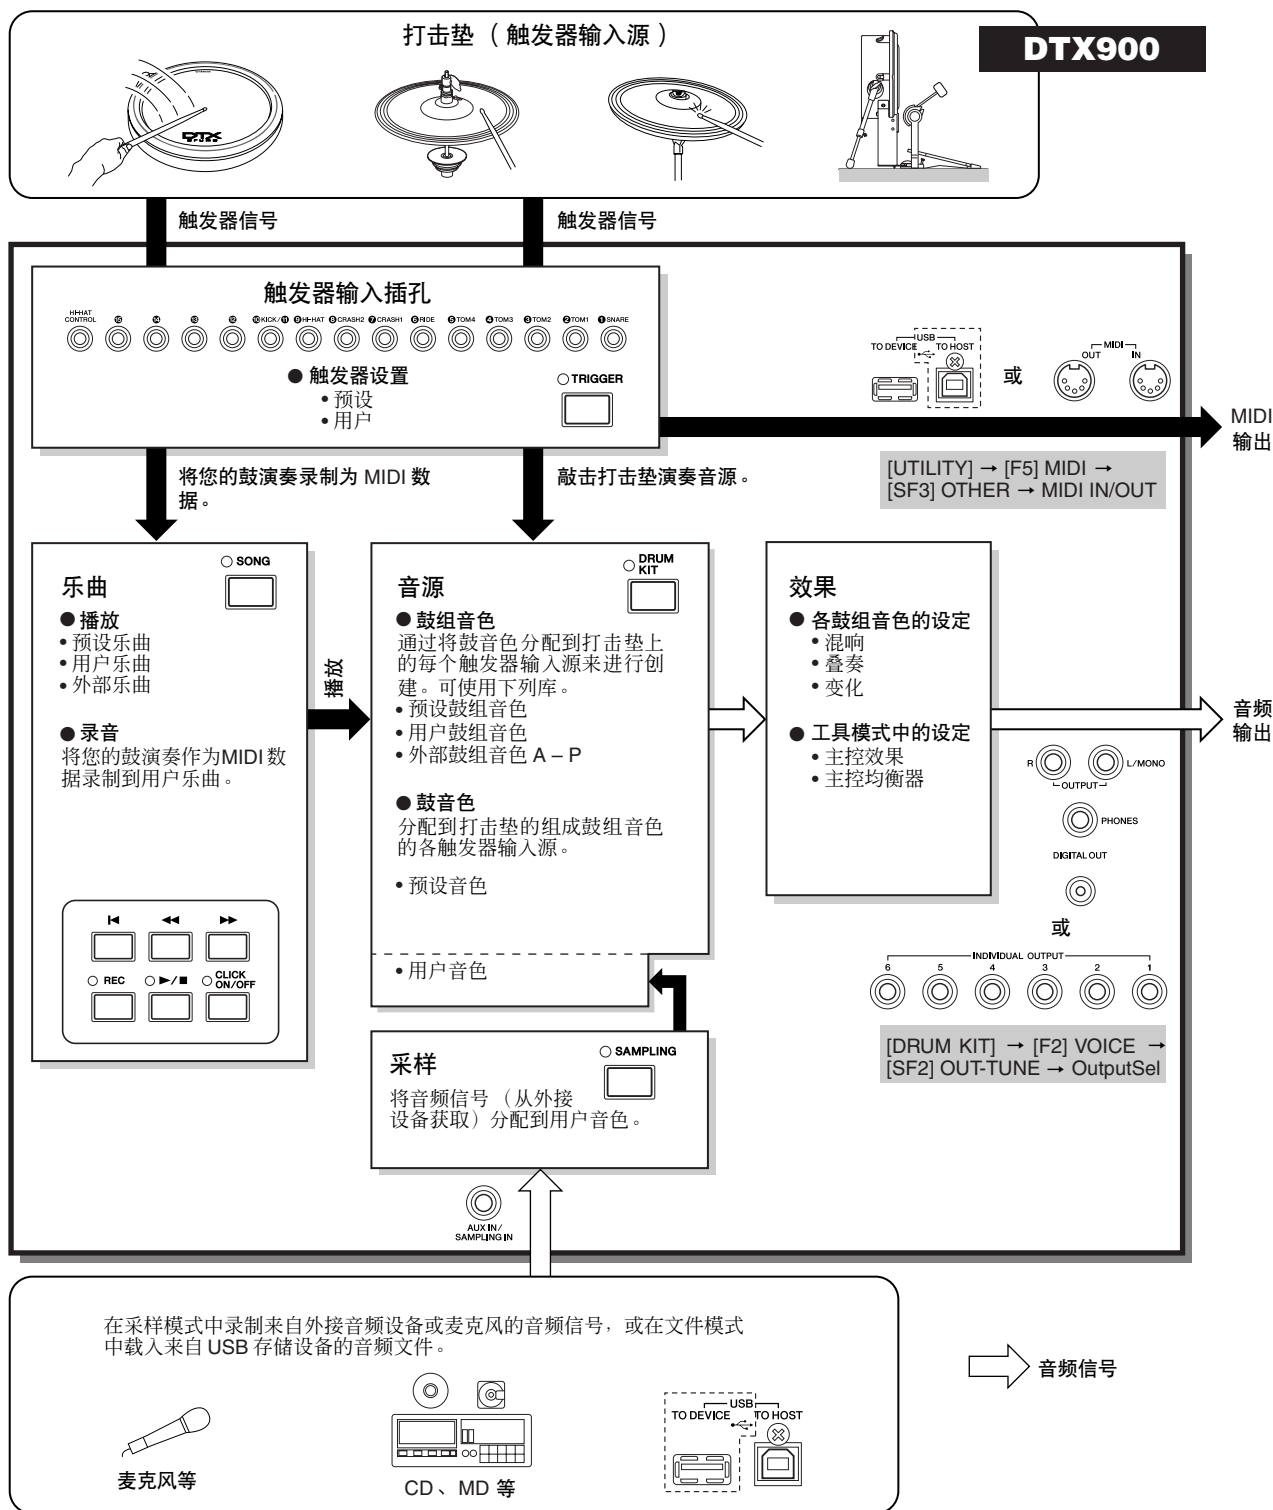 打击垫（触发器输入源）
DTX900
DTX
触发器信号
触发器信号
触发器输入插孔
HI-HAT
CONTROL
⑮
⑭
⑬
⑫
⑩KICK/⑪
⑨HI-HAT
⑧CRASH2
⑦CRASH1
⑥RIDE
⑤TOM4
④TOM3
③TOM2
②TOM1
①SNARE
● 触发器设置
• 预设
• 用户
TRIGGER
USB
TO DEVICE
TO HOST
或
MIDI
OUT
IN
MIDI
输出
[UTILITY] → [F5] MIDI →
[SF3] OTHER → MIDI IN/OUT
将您的鼓演奏录制为 MIDI 数
据。
敲击打击垫演奏音源。
乐曲
SONG
● 播放
• 预设乐曲
• 用户乐曲
• 外部乐曲
● 录音
将您的鼓演奏作为MIDI数
据录制到用户乐曲。
REC
►/■
CLICK
ON/OFF
播放
音源
DRUM
KIT
● 鼓组音色
通过将鼓音色分配到打击垫上
的每个触发器输入源来进行创
建。可使用下列库。
• 预设鼓组音色
• 用户鼓组音色
• 外部鼓组音色 A – P
● 鼓音色
分配到打击垫的组成鼓组音色
的各触发器输入源。
• 预设音色
• 用户音色
效果
● 各鼓组音色的设定
• 混响
• 叠奏
• 变化
● 工具模式中的设定
• 主控效果
• 主控均衡器
音频
输出
R
L/MONO
OUTPUT
PHONES
DIGITAL OUT
或
INDIVIDUAL OUTPUT
6 5 4 3 2 1
[DRUM KIT] → [F2] VOICE →
[SF2] OUT-TUNE → OutputSel
采样
SAMPLING
将音频信号（从外接
设备获取）分配到用户音色。
AUX IN/
SAMPLING IN
在采样模式中录制来自外接音频设备或麦克风的音频信号，或在文件模式
中载入来自 USB 存储设备的音频文件。
音频信号
麦克风等
CD、MD 等
USB
TO DEVICE
TO HOST